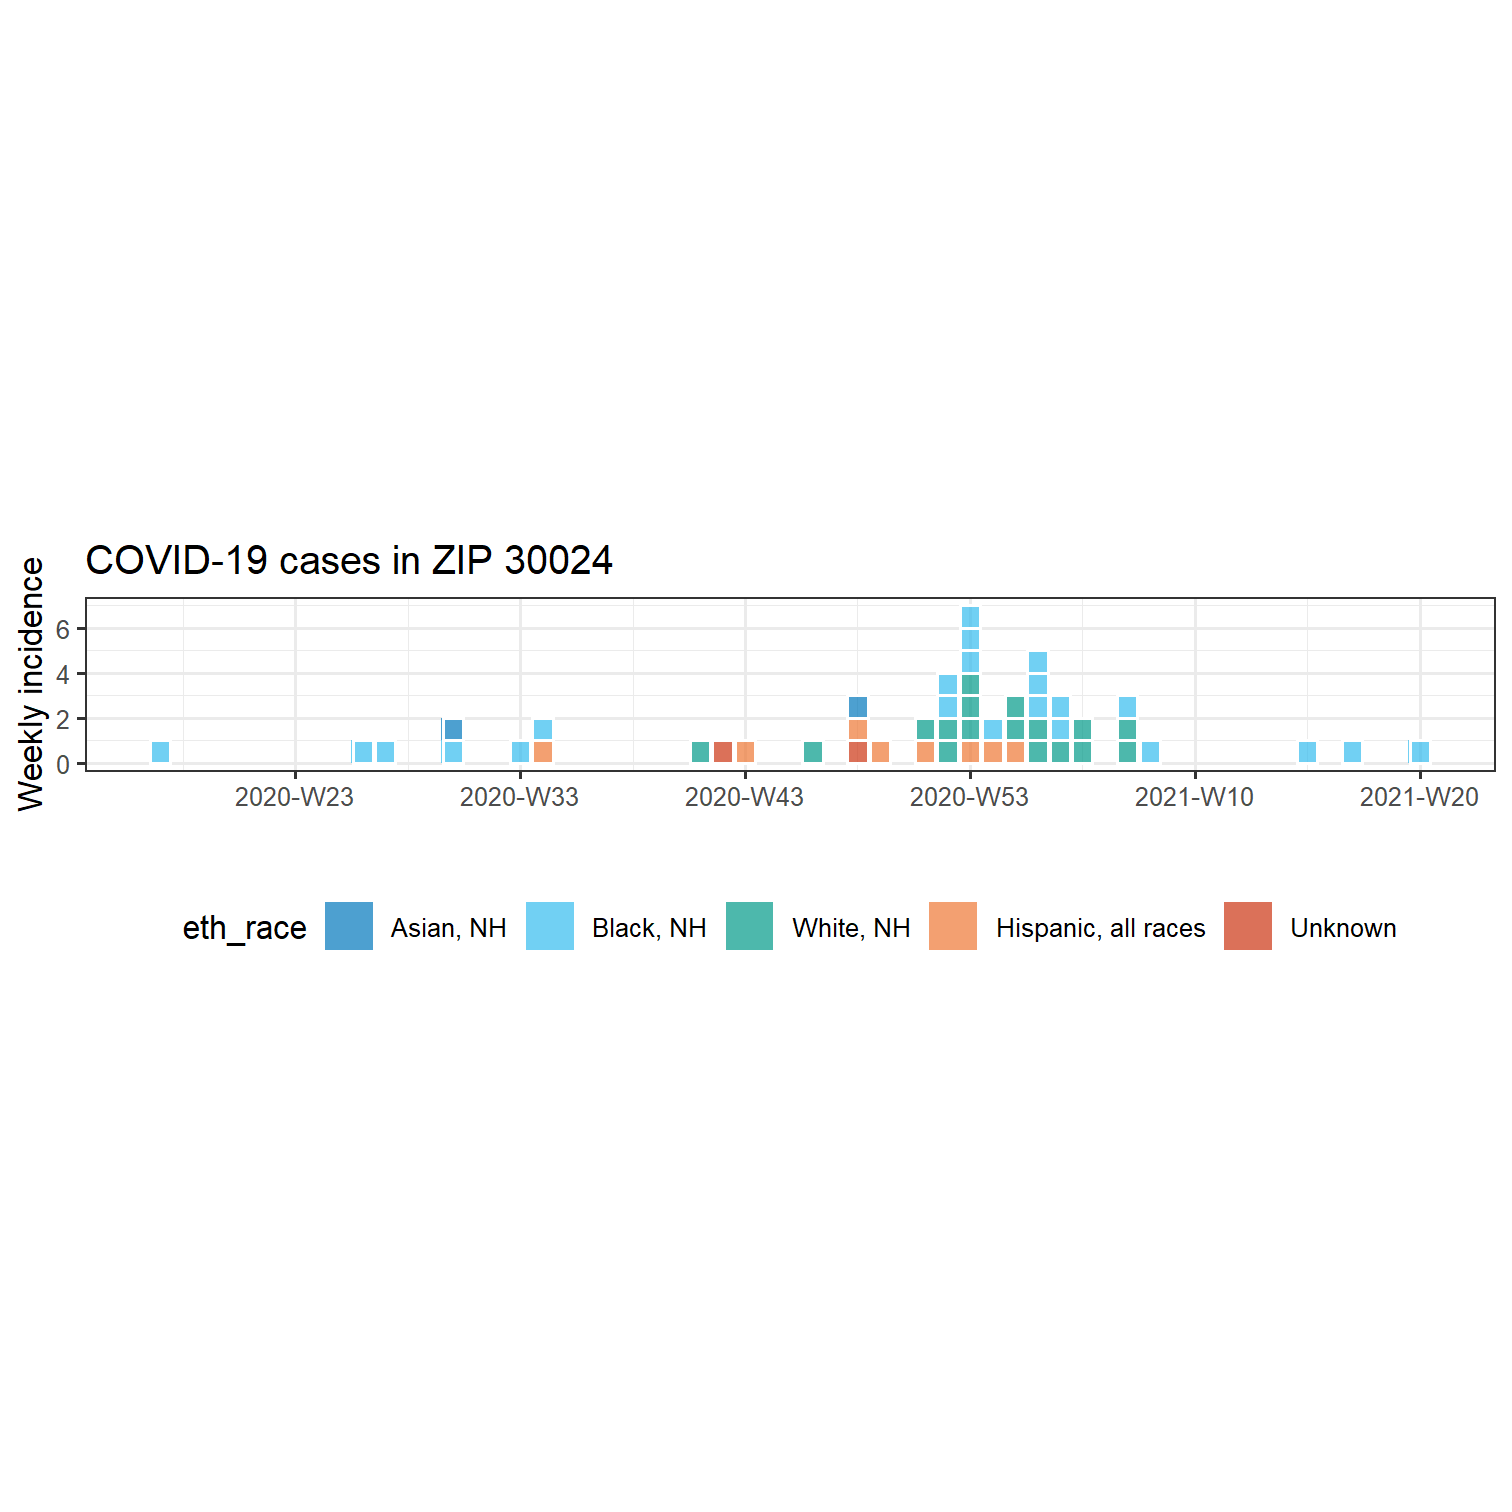 COVID-19 cases in ZIP 30024
Weekly incidence
6
4
2
0
2020-W23 2020-W33 2020-W43 2020-W53 2021-W10 2021-W20
eth_race Asian, NH Black, NH White, NH Hispanic, all races Unknown